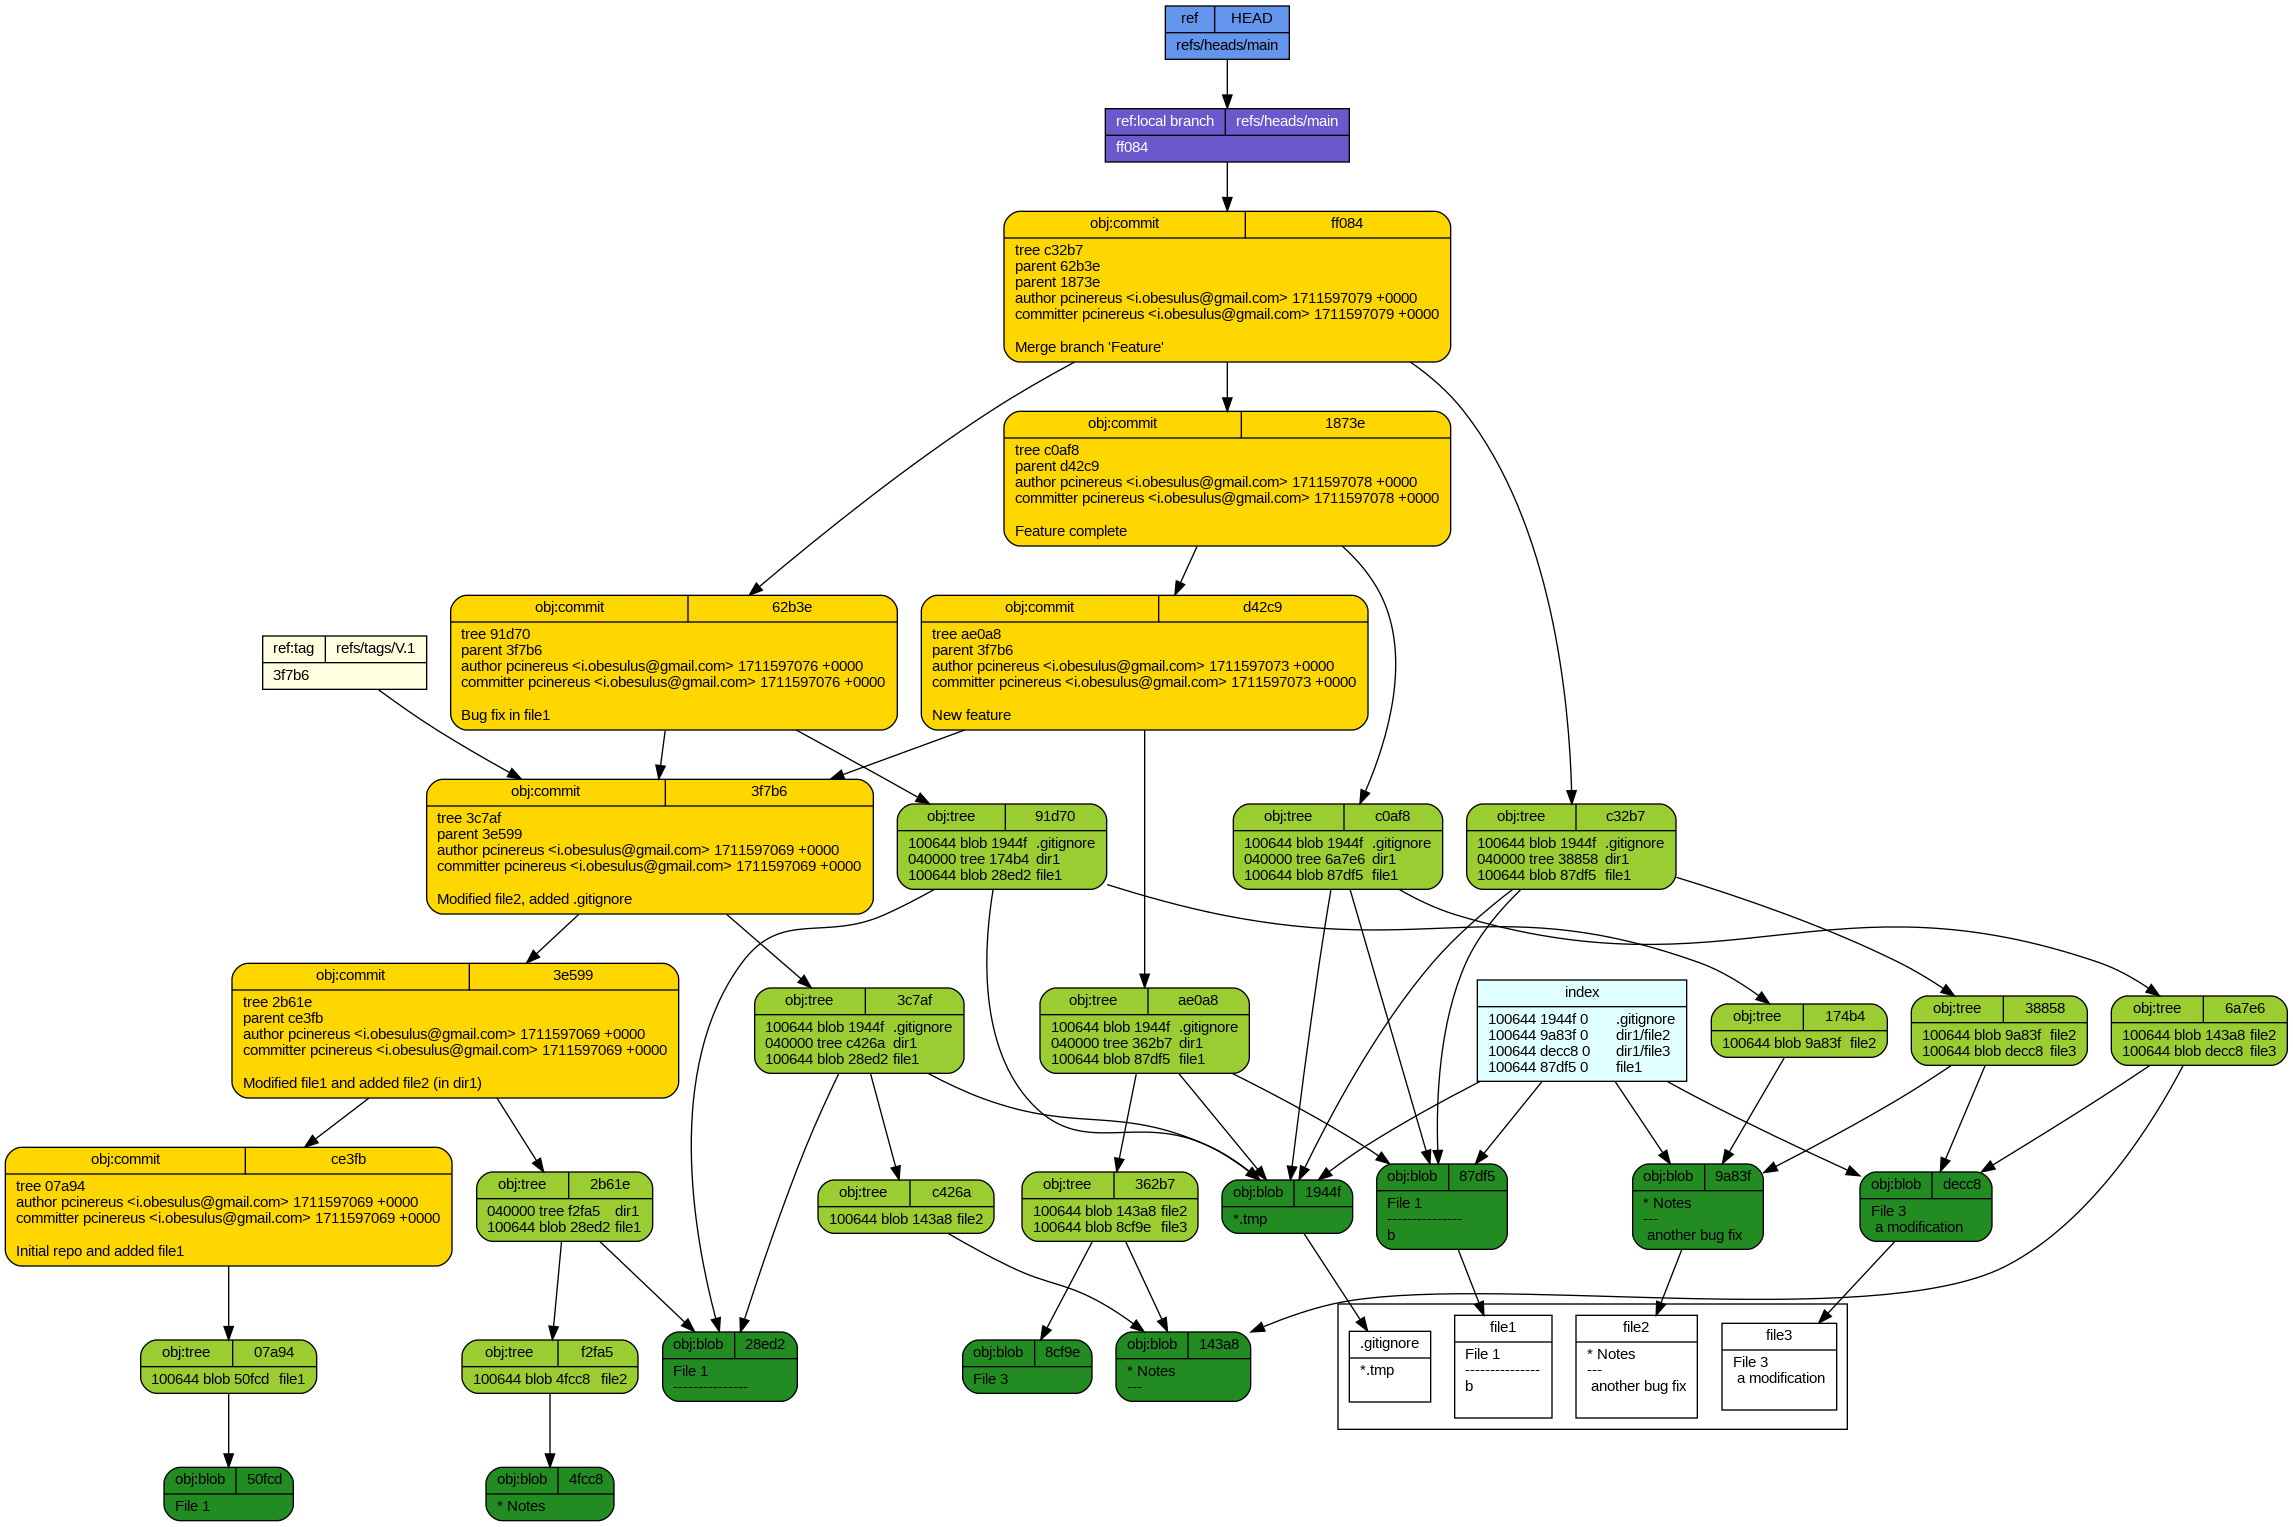 ref HEAD
refs/heads/main
ref:local branch refs/heads/main
ff084
obj:commit ff084
tree c32b7
parent 62b3e
parent 1873e
author pcinereus <i.obesulus@gmail.com> 1711597079 +0000
committer pcinereus <i.obesulus@gmail.com> 1711597079 +0000
Merge branch 'Feature'
obj:commit 1873e
tree c0af8
parent d42c9
author pcinereus <i.obesulus@gmail.com> 1711597078 +0000
committer pcinereus <i.obesulus@gmail.com> 1711597078 +0000
Feature complete
ref:tag refs/tags/V.1
3f7b6
obj:commit 62b3e
tree 91d70
parent 3f7b6
author pcinereus <i.obesulus@gmail.com> 1711597076 +0000
committer pcinereus <i.obesulus@gmail.com> 1711597076 +0000
Bug fix in file1
obj:commit d42c9
tree ae0a8
parent 3f7b6
author pcinereus <i.obesulus@gmail.com> 1711597073 +0000
committer pcinereus <i.obesulus@gmail.com> 1711597073 +0000
New feature
obj:commit 3f7b6
tree 3c7af
parent 3e599
author pcinereus <i.obesulus@gmail.com> 1711597069 +0000
committer pcinereus <i.obesulus@gmail.com> 1711597069 +0000
Modified file2, added .gitignore
obj:tree 91d70
100644 blob 1944f .gitignore
040000 tree 174b4 dir1
100644 blob 28ed2 file1
obj:tree c0af8
100644 blob 1944f .gitignore
040000 tree 6a7e6 dir1
100644 blob 87df5 file1
obj:tree c32b7
100644 blob 1944f .gitignore
040000 tree 38858 dir1
100644 blob 87df5 file1
obj:commit 3e599
tree 2b61e
parent ce3fb
author pcinereus <i.obesulus@gmail.com> 1711597069 +0000
committer pcinereus <i.obesulus@gmail.com> 1711597069 +0000
Modified file1 and added file2 (in dir1)
obj:tree 3c7af
100644 blob 1944f .gitignore
040000 tree c426a dir1
100644 blob 28ed2 file1
obj:tree ae0a8
100644 blob 1944f .gitignore
040000 tree 362b7 dir1
100644 blob 87df5 file1
index
100644 1944f 0 .gitignore
100644 9a83f 0 dir1/file2
100644 decc8 0 dir1/file3
100644 87df5 0 file1
obj:tree 174b4
100644 blob 9a83f file2
obj:tree 38858
100644 blob 9a83f file2
100644 blob decc8 file3
obj:tree 6a7e6
100644 blob 143a8 file2
100644 blob decc8 file3
obj:commit ce3fb
tree 07a94
author pcinereus <i.obesulus@gmail.com> 1711597069 +0000
committer pcinereus <i.obesulus@gmail.com> 1711597069 +0000
Initial repo and added file1
obj:tree 2b61e
040000 tree f2fa5 dir1
100644 blob 28ed2 file1
obj:tree c426a
100644 blob 143a8 file2
obj:tree 362b7
100644 blob 143a8 file2
100644 blob 8cf9e file3
obj:blob 1944f
*.tmp
obj:blob 87df5
File 1
---------------
b
obj:blob 9a83f
* Notes
---
another bug fix
obj:blob decc8
File 3
a modification
obj:tree 07a94
100644 blob 50fcd file1
obj:tree f2fa5
100644 blob 4fcc8 file2
obj:blob 28ed2
File 1
---------------
obj:blob 8cf9e
File 3
obj:blob 143a8
* Notes
---
.gitignore
*.tmp
file1
File 1
---------------
b
file2
* Notes
---
another bug fix
file3
File 3
a modification
obj:blob 50fcd
File 1
obj:blob 4fcc8
* Notes